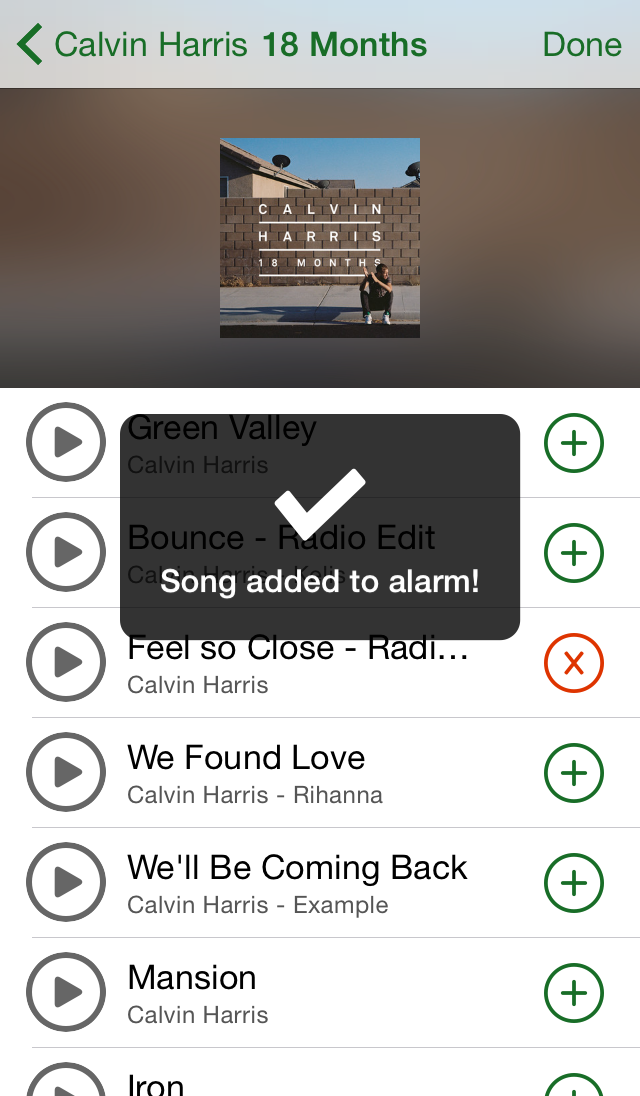 Calvin Harris 18 Months Done
CALVIN
HARRIS
18 MONTHS
Green Valley
Calvin Harris
Bounce - Radio Edit
Calvin Harris - Kelis
Song added to alarm!
Feel so Close - Radi...
Calvin Harris
We Found Love
Calvin Harris - Rihanna
We'll Be Coming Back
Calvin Harris - Example
Mansion
Calvin Harris
Iron